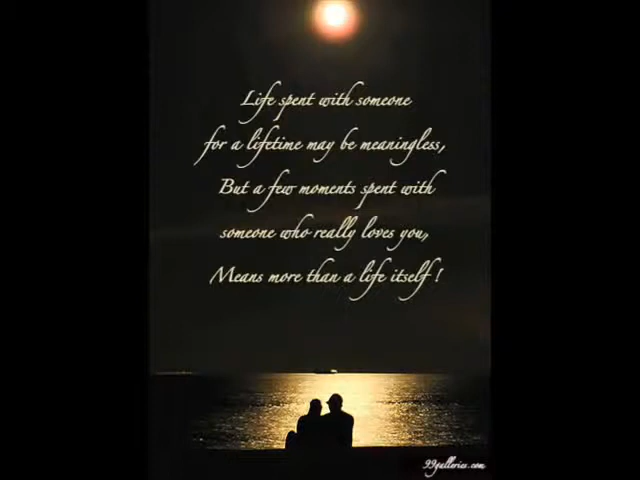 Life spent with someone
for a lifetime may be meaningless,
But a few moments spent with
someone who really loves you,
Means more than a life itself !
99galleries.com